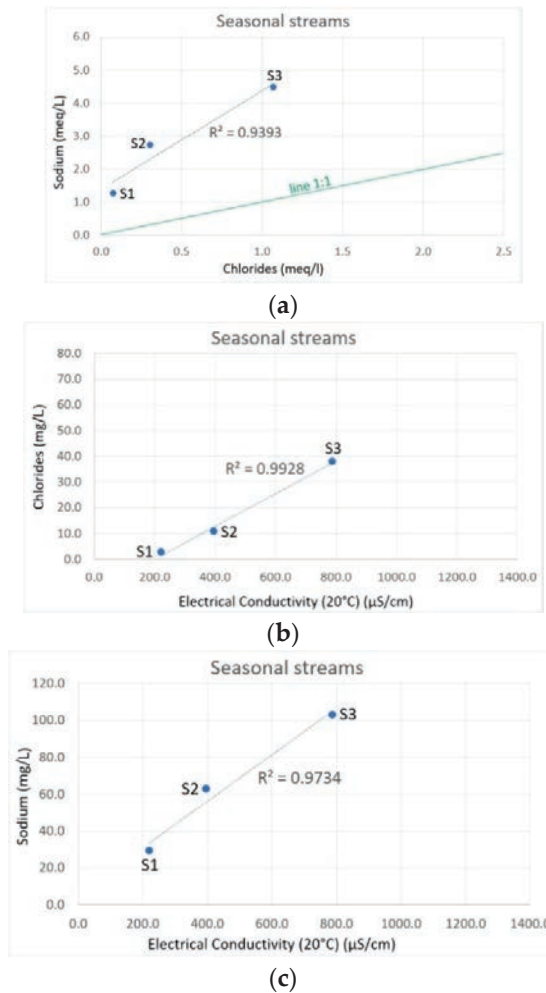 Seasonal streams
6.0
5.0
4.0
3.0
2.0
1.0
0.0
Sodium (meq/L)
S3
S2
R² = 0.9393
S1
line 1:1
0.0 0.5 1.0 1.5 2.0 2.5
Chlorides (meq/l)
(a)
Seasonal streams
80.0
70.0
60.0
50.0
40.0
30.0
20.0
10.0
0.0
Chlorides (mg/L)
S3
R² = 0.9928
S1
S2
0.0 200.0 400.0 600.0 800.0 1000.0 1200.0 1400.0
Electrical Conductivity (20°C) (µS/cm)
(b)
Seasonal streams
120.0
100.0
80.0
60.0
40.0
20.0
0.0
Sodium (mg/L)
S3
S2
R² = 0.9734
S1
0.0 200.0 400.0 600.0 800.0 1000.0 1200.0 1400.0
Electrical Conductivity (20°C) (µS/cm)
(c)